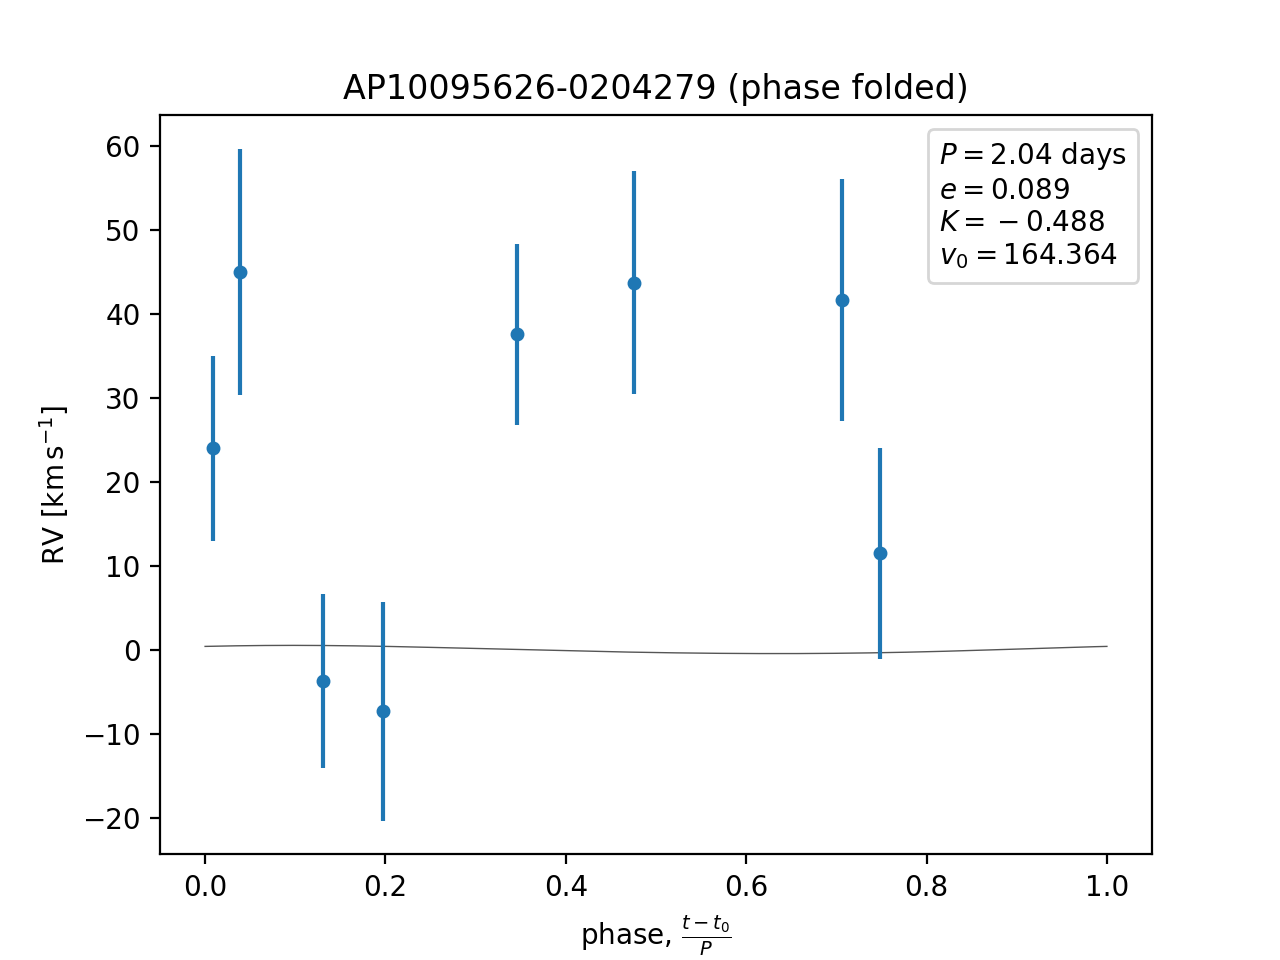 AP10095626-0204279 (phase folded)
P = 2.04 days
e = 0.089
K = −0.488
v₀ = 164.364
60
50
40
30
20
10
0
−10
−20
RV [km s⁻¹]
0.0 0.2 0.4 0.6 0.8 1.0
phase, (t − t₀)/P